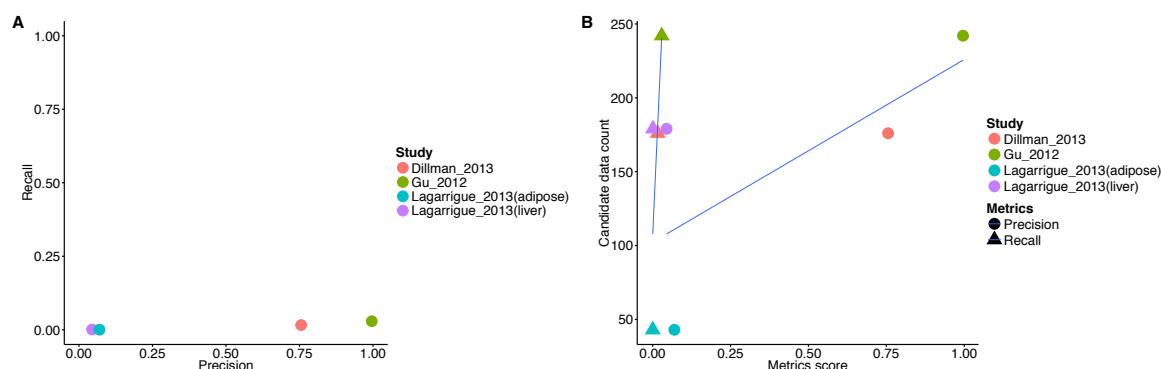 A
1.00
0.75
0.50
0.25
0.00
Recall
0.00 0.25 0.50 0.75 1.00
Precision
Study
Dillman_2013
Gu_2012
Lagarrigue_2013(adipose)
Lagarrigue_2013(liver)
B
250
200
150
100
50
Candidate data count
0.00 0.25 0.50 0.75 1.00
Metrics score
Study
Dillman_2013
Gu_2012
Lagarrigue_2013(adipose)
Lagarrigue_2013(liver)
Metrics
Precision
Recall